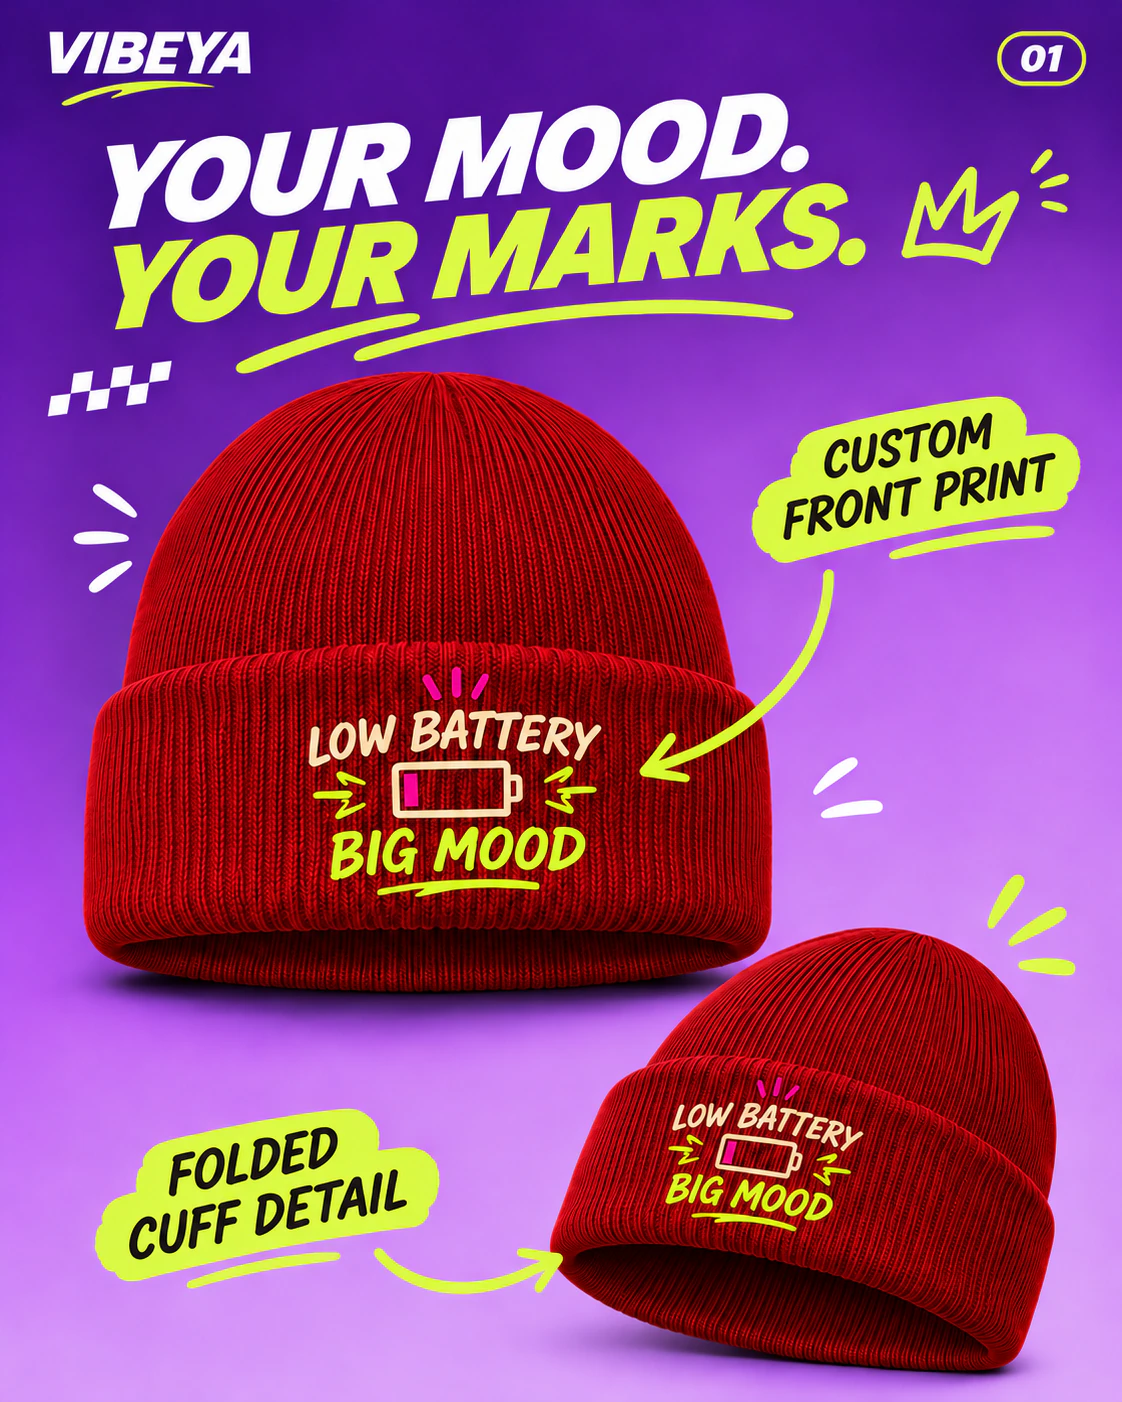 VIBEYA
01
YOUR MOOD.
YOUR MARKS.
CUSTOM
FRONT PRINT
LOW BATTERY
BIG MOOD
LOW BATTERY
BIG MOOD
FOLDED
CUFF DETAIL